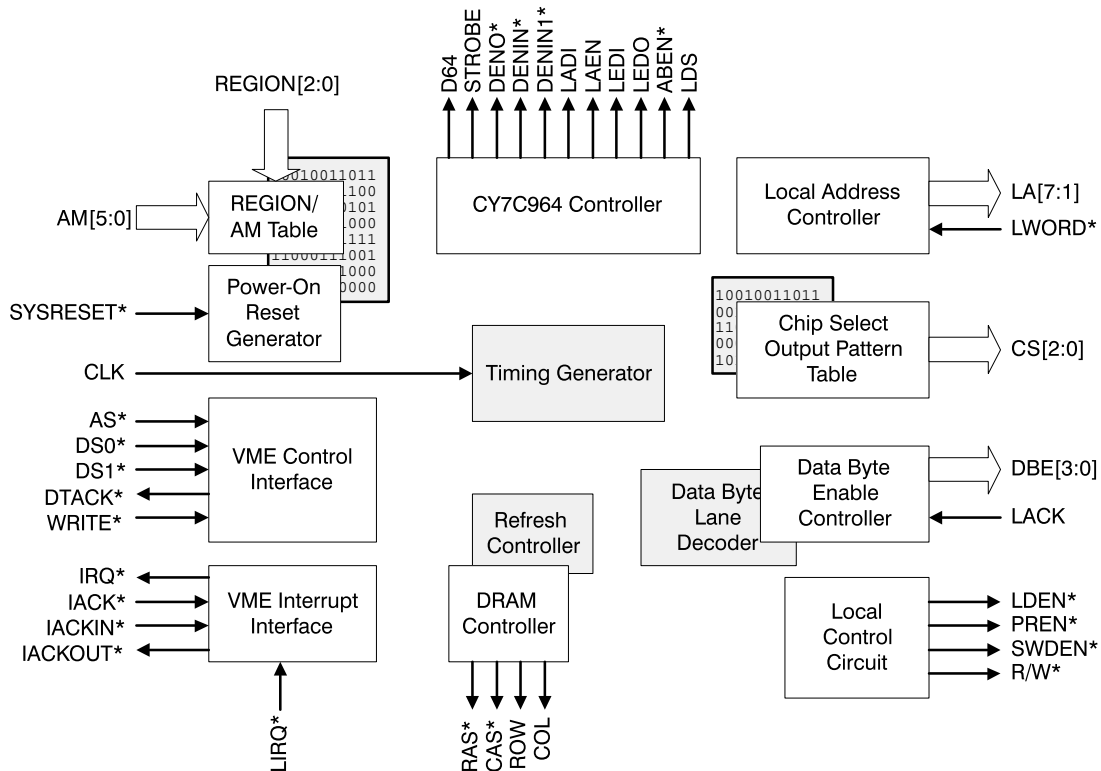 D64
STROBE
DENO*
DENIN*
DENIN1*
LADI
LAEN
LEDI
LEDO
ABEN*
LDS
REGION[2:0]
10010011011
AM[5:0]
REGION/
AM Table
11000111001
CY7C964 Controller
Local Address
Controller
LA[7:1]
LWORD*
SYSRESET*
Power-On
Reset
Generator
10010011011
Chip Select
Output Pattern
Table
CS[2:0]
CLK
Timing Generator
AS*
DS0*
DS1*
DTACK*
WRITE*
VME Control
Interface
Data Byte
Lane
Decoder
Data Byte
Enable
Controller
DBE[3:0]
LACK
Refresh
Controller
IRQ*
IACK*
IACKIN*
IACKOUT*
VME Interrupt
Interface
DRAM
Controller
Local
Control
Circuit
LDEN*
PREN*
SWDEN*
R/W*
LIRQ*
RAS*
CAS*
ROW
COL